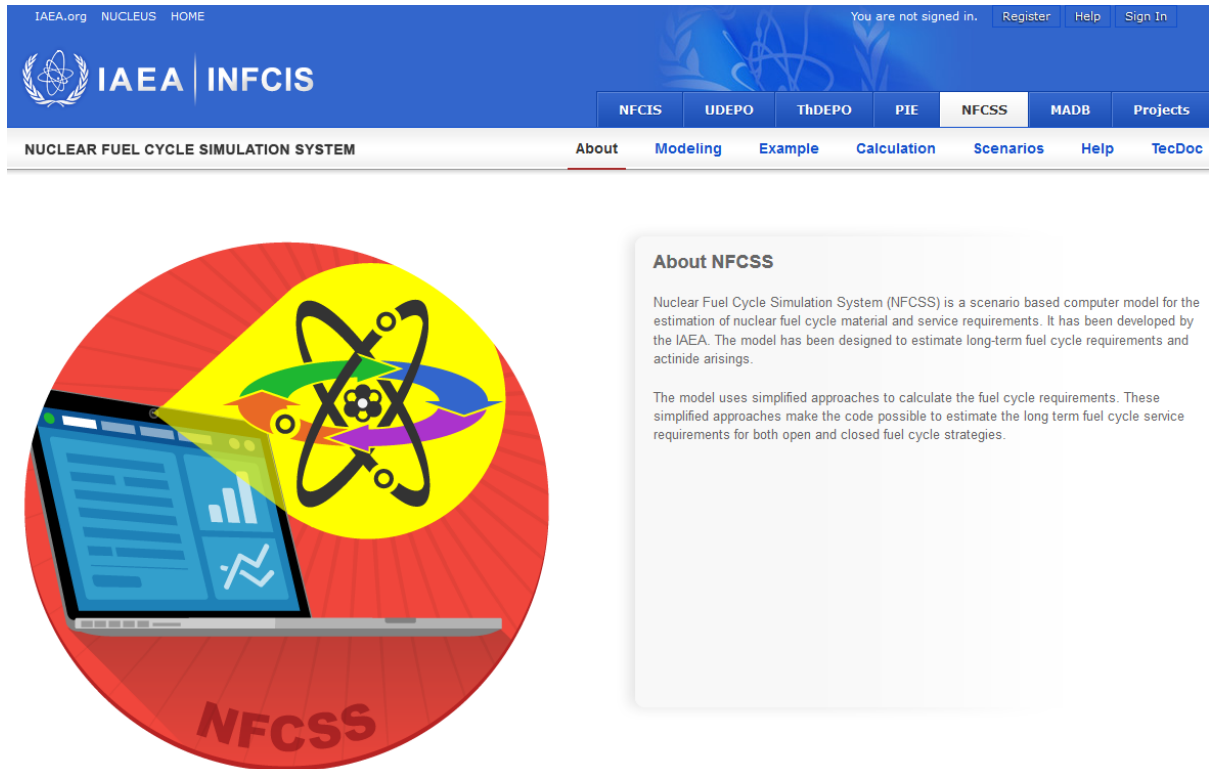 IAEA.org NUCLEUS HOME
You are not signed in. Register Help Sign In
IAEA | INFCIS
NFCIS UDEPO ThDEPO PIE NFCSS MADB Projects
NUCLEAR FUEL CYCLE SIMULATION SYSTEM
About Modeling Example Calculation Scenarios Help TecDoc
About NFCSS
Nuclear Fuel Cycle Simulation System (NFCSS) is a scenario based computer model for the
estimation of nuclear fuel cycle material and service requirements. It has been developed by
the IAEA. The model has been designed to estimate long-term fuel cycle requirements and
actinide arisings.
The model uses simplified approaches to calculate the fuel cycle requirements. These
simplified approaches make the code possible to estimate the long term fuel cycle service
requirements for both open and closed fuel cycle strategies.
NFCSS